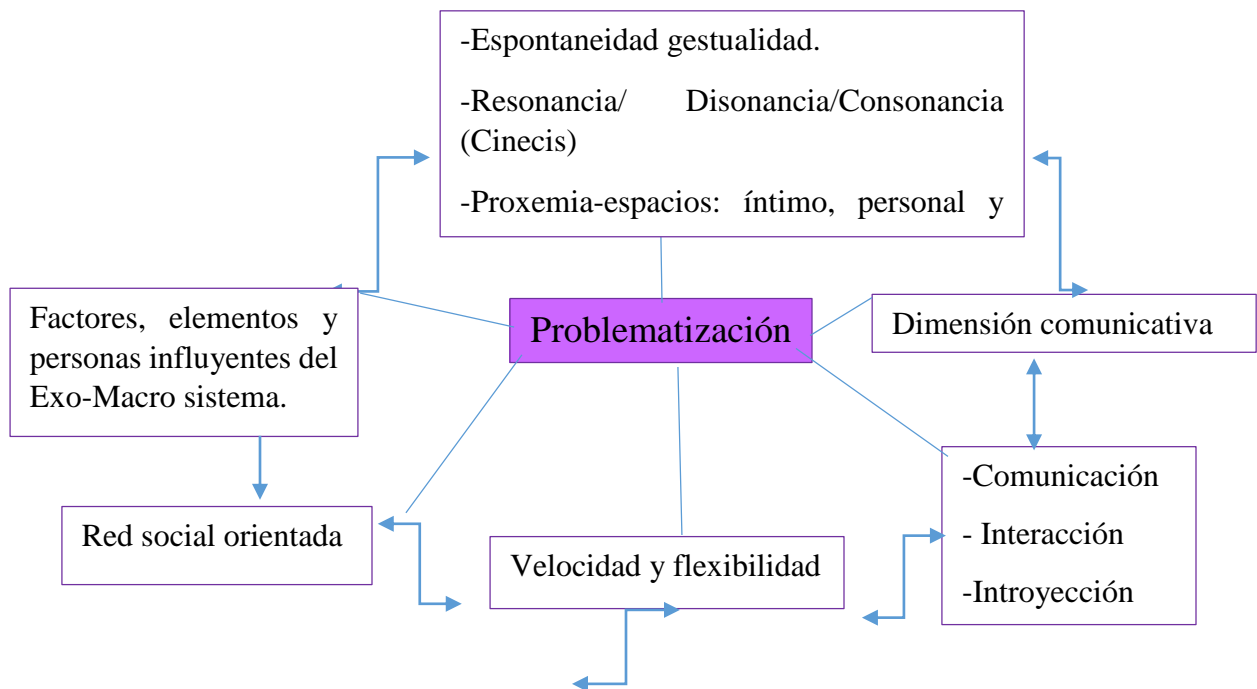 -Espontaneidad gestualidad.
-Resonancia/ Disonancia/Consonancia
(Cinecis)
-Proxemia-espacios: íntimo, personal y
Factores, elementos y
personas influyentes del
Exo-Macro sistema.
Problematización
Dimensión comunicativa
-Comunicación
- Interacción
-Introyección
Red social orientada
Velocidad y flexibilidad